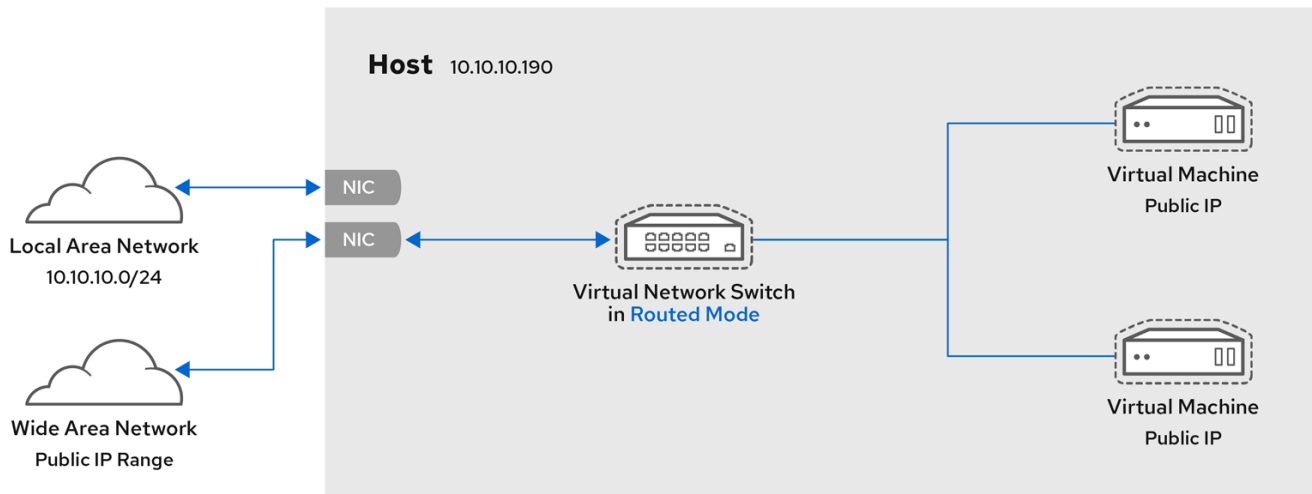 Host 10.10.10.190
NIC
Local Area Network
10.10.10.0/24
NIC
Wide Area Network
Public IP Range
Virtual Network Switch
in Routed Mode
Virtual Machine
Public IP
Virtual Machine
Public IP